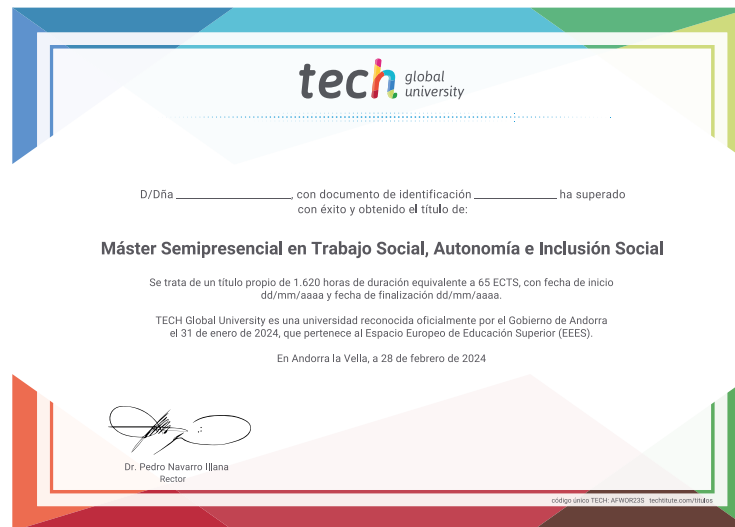 tech global university
D/Dña ______________, con documento de identificación __________ ha superado
con éxito y obtenido el título de:
Máster Semipresencial en Trabajo Social, Autonomía e Inclusión Social
Se trata de un título propio de 1.620 horas de duración equivalente a 65 ECTS, con fecha de inicio
dd/mm/aaaa y fecha de finalización dd/mm/aaaa.
TECH Global University es una universidad reconocida oficialmente por el Gobierno de Andorra
el 31 de enero de 2024, que pertenece al Espacio Europeo de Educación Superior (EEES).
En Andorra la Vella, a 28 de febrero de 2024
Dr. Pedro Navarro Illana
Rector
código único TECH: AFWOR23S techtitute.com/titulos